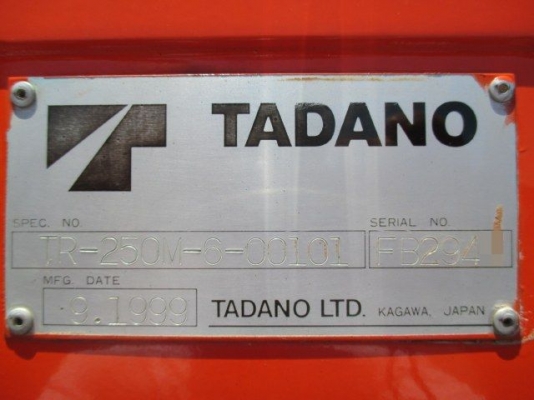 TADANO
SPEC. NO. SERIAL NO.
TR-250M-6-00101 FB294
MFG. DATE
9.1999 TADANO LTD. KAGAWA, JAPAN